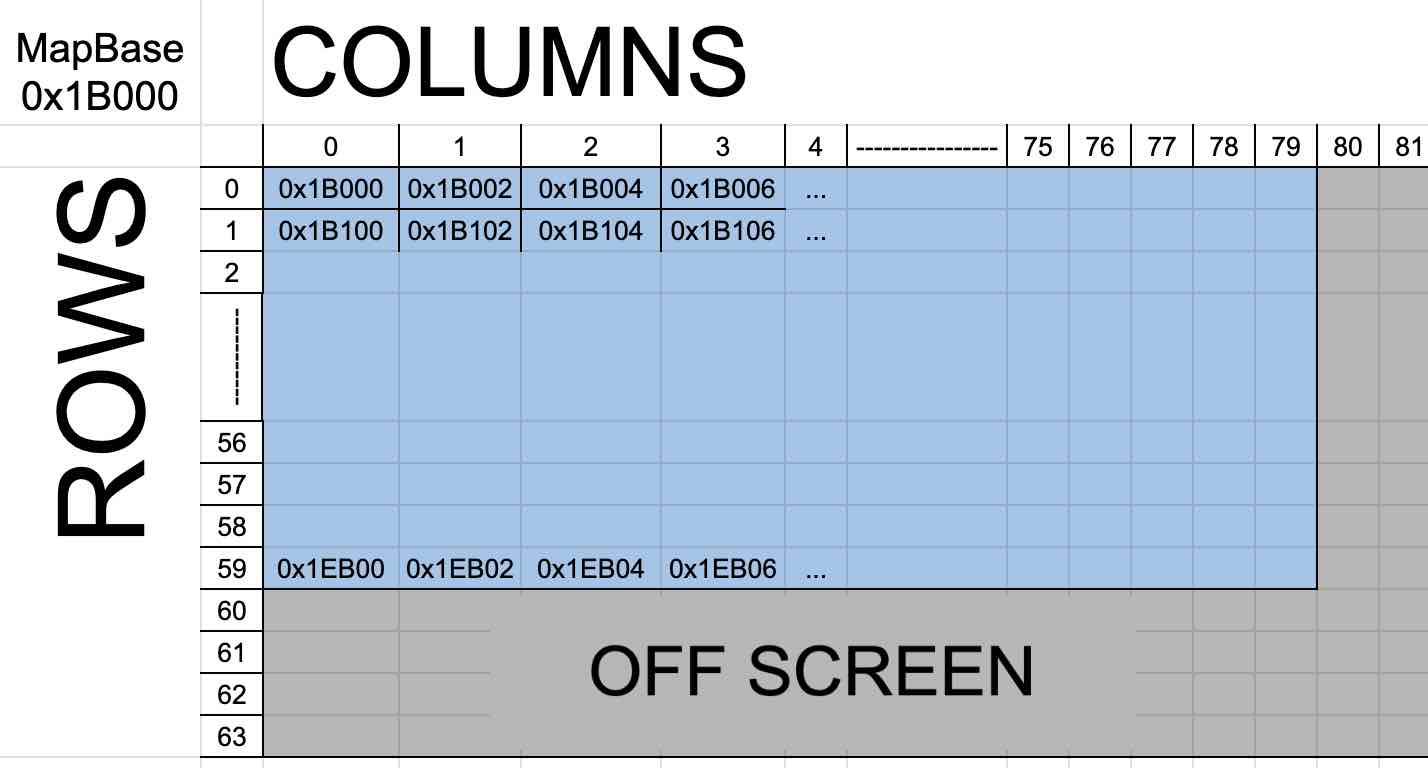 MapBase
0x1B000
COLUMNS
0 1 2 3 4 ---------------- 75 76 77 78 79 80 81
ROWS
0 0x1B000 0x1B002 0x1B004 0x1B006 ...
1 0x1B100 0x1B102 0x1B104 0x1B106 ...
2
-----------
56
57
58
59 0x1EB00 0x1EB02 0x1EB04 0x1EB06 ...
60
61
OFF SCREEN
62
63